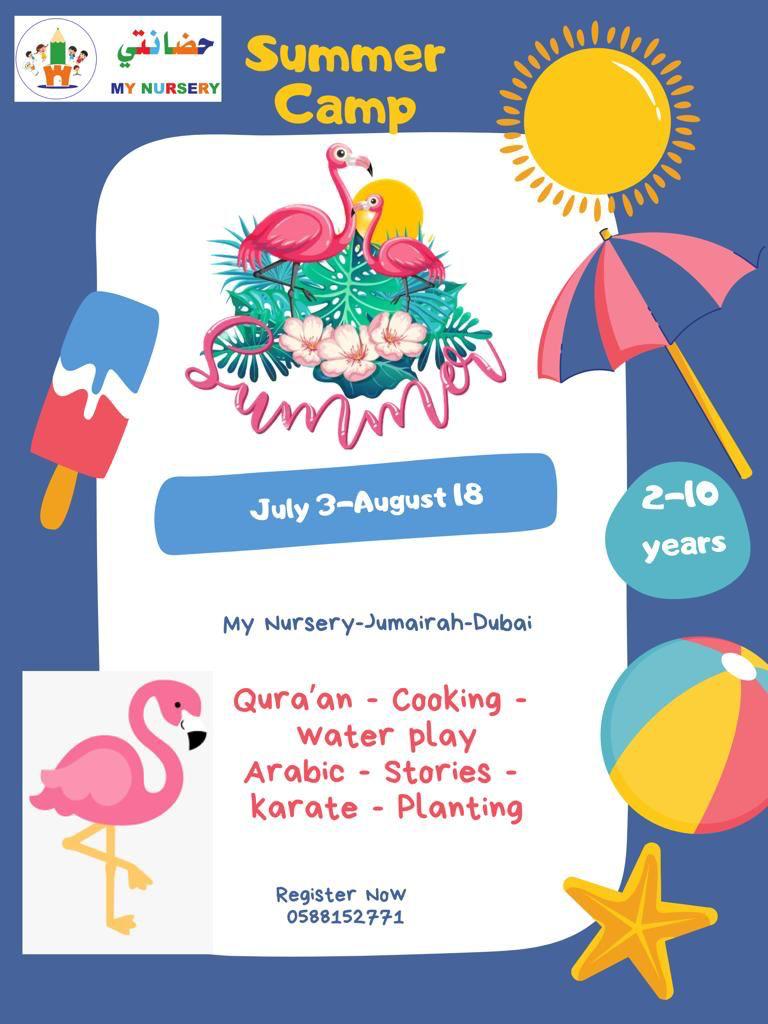 حضانتي
MY NURSERY
Summer
Camp
Summer
July 3-August 18
2-10
years
My Nursery-Jumairah-Dubai
Qura'an - Cooking -
water play
Arabic - Stories -
karate - Planting
Register Now
0588152771